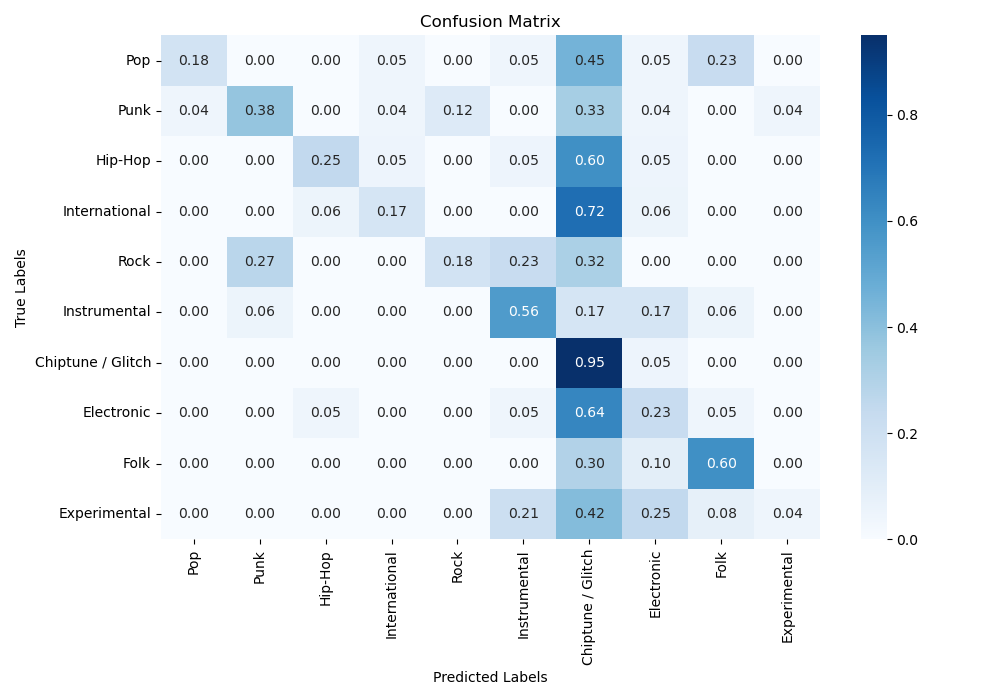 Confusion Matrix
Pop 0.18 0.00 0.00 0.05 0.00 0.05 0.45 0.05 0.23 0.00
Punk 0.04 0.38 0.00 0.04 0.12 0.00 0.33 0.04 0.00 0.04
Hip-Hop 0.00 0.00 0.25 0.05 0.00 0.05 0.60 0.05 0.00 0.00
International 0.00 0.00 0.06 0.17 0.00 0.00 0.72 0.06 0.00 0.00
Rock 0.00 0.27 0.00 0.00 0.18 0.23 0.32 0.00 0.00 0.00
Instrumental 0.00 0.06 0.00 0.00 0.00 0.56 0.17 0.17 0.06 0.00
Chiptune / Glitch 0.00 0.00 0.00 0.00 0.00 0.00 0.95 0.05 0.00 0.00
Electronic 0.00 0.00 0.05 0.00 0.00 0.05 0.64 0.23 0.05 0.00
Folk 0.00 0.00 0.00 0.00 0.00 0.00 0.30 0.10 0.60 0.00
Experimental 0.00 0.00 0.00 0.00 0.00 0.21 0.42 0.25 0.08 0.04
True Labels
Pop
Punk
Hip-Hop
International
Rock
Instrumental
Chiptune / Glitch
Electronic
Folk
Experimental
Predicted Labels
0.8
0.6
0.4
0.2
0.0